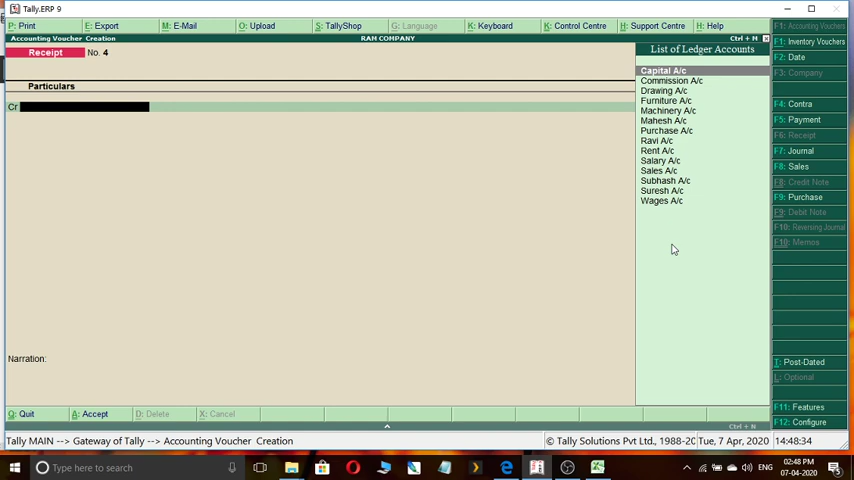 Tally.ERP 9
P: Print
E: Export
M: E-Mail
O: Upload
S: TallyShop
G: Language
K: Keyboard
K: Control Centre
H: Support Centre
H: Help
Accounting Voucher Creation
RAM COMPANY
Ctrl + M
Receipt
No. 4
Particulars
Cr
Narration:
List of Ledger Accounts
Capital A/c
Commission A/c
Drawing A/c
Furniture A/c
Machinery A/c
Mahesh A/c
Purchase A/c
Ravi A/c
Rent A/c
Salary A/c
Sales A/c
Subhash A/c
Suresh A/c
Wages A/c
F1: Accounting Vouchers
F1: Inventory Vouchers
F2: Date
F3: Company
F4: Contra
F5: Payment
F6: Receipt
F7: Journal
F8: Sales
F8: Credit Note
F9: Purchase
F9: Debit Note
F10: Reversing Journal
F10: Memos
T: Post-Dated
L: Optional
F11: Features
F12: Configure
Q: Quit
A: Accept
D: Delete
X: Cancel
Ctrl + N
Tally MAIN --> Gateway of Tally --> Accounting Voucher Creation
© Tally Solutions Pvt Ltd., 1988-20
Tue, 7 Apr, 2020
14:48:34
Type here to search
ENG
02:48 PM
07-04-2020
5